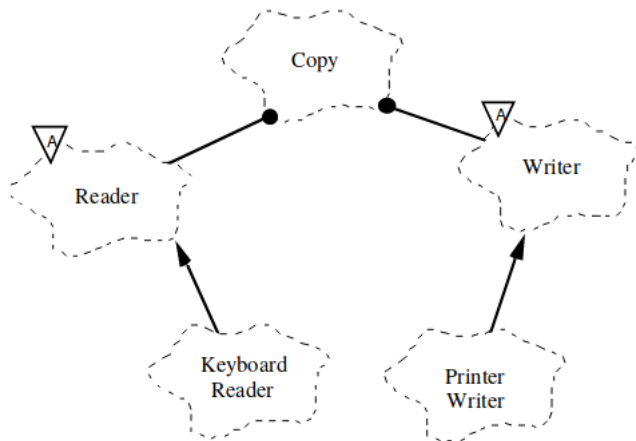 Copy
A
A
Reader
Writer
Keyboard
Reader
Printer
Writer